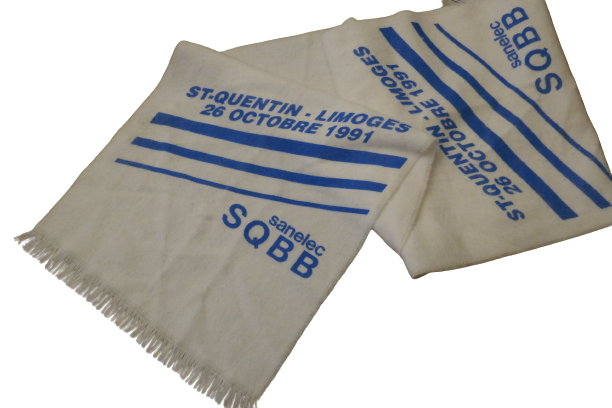 ST-QUENTIN - LIMOGES
26 OCTOBRE 1991
sanelec
SQBB
ST-QUENTIN - LIMOGES
26 OCTOBRE 1991
sanelec
SQBB